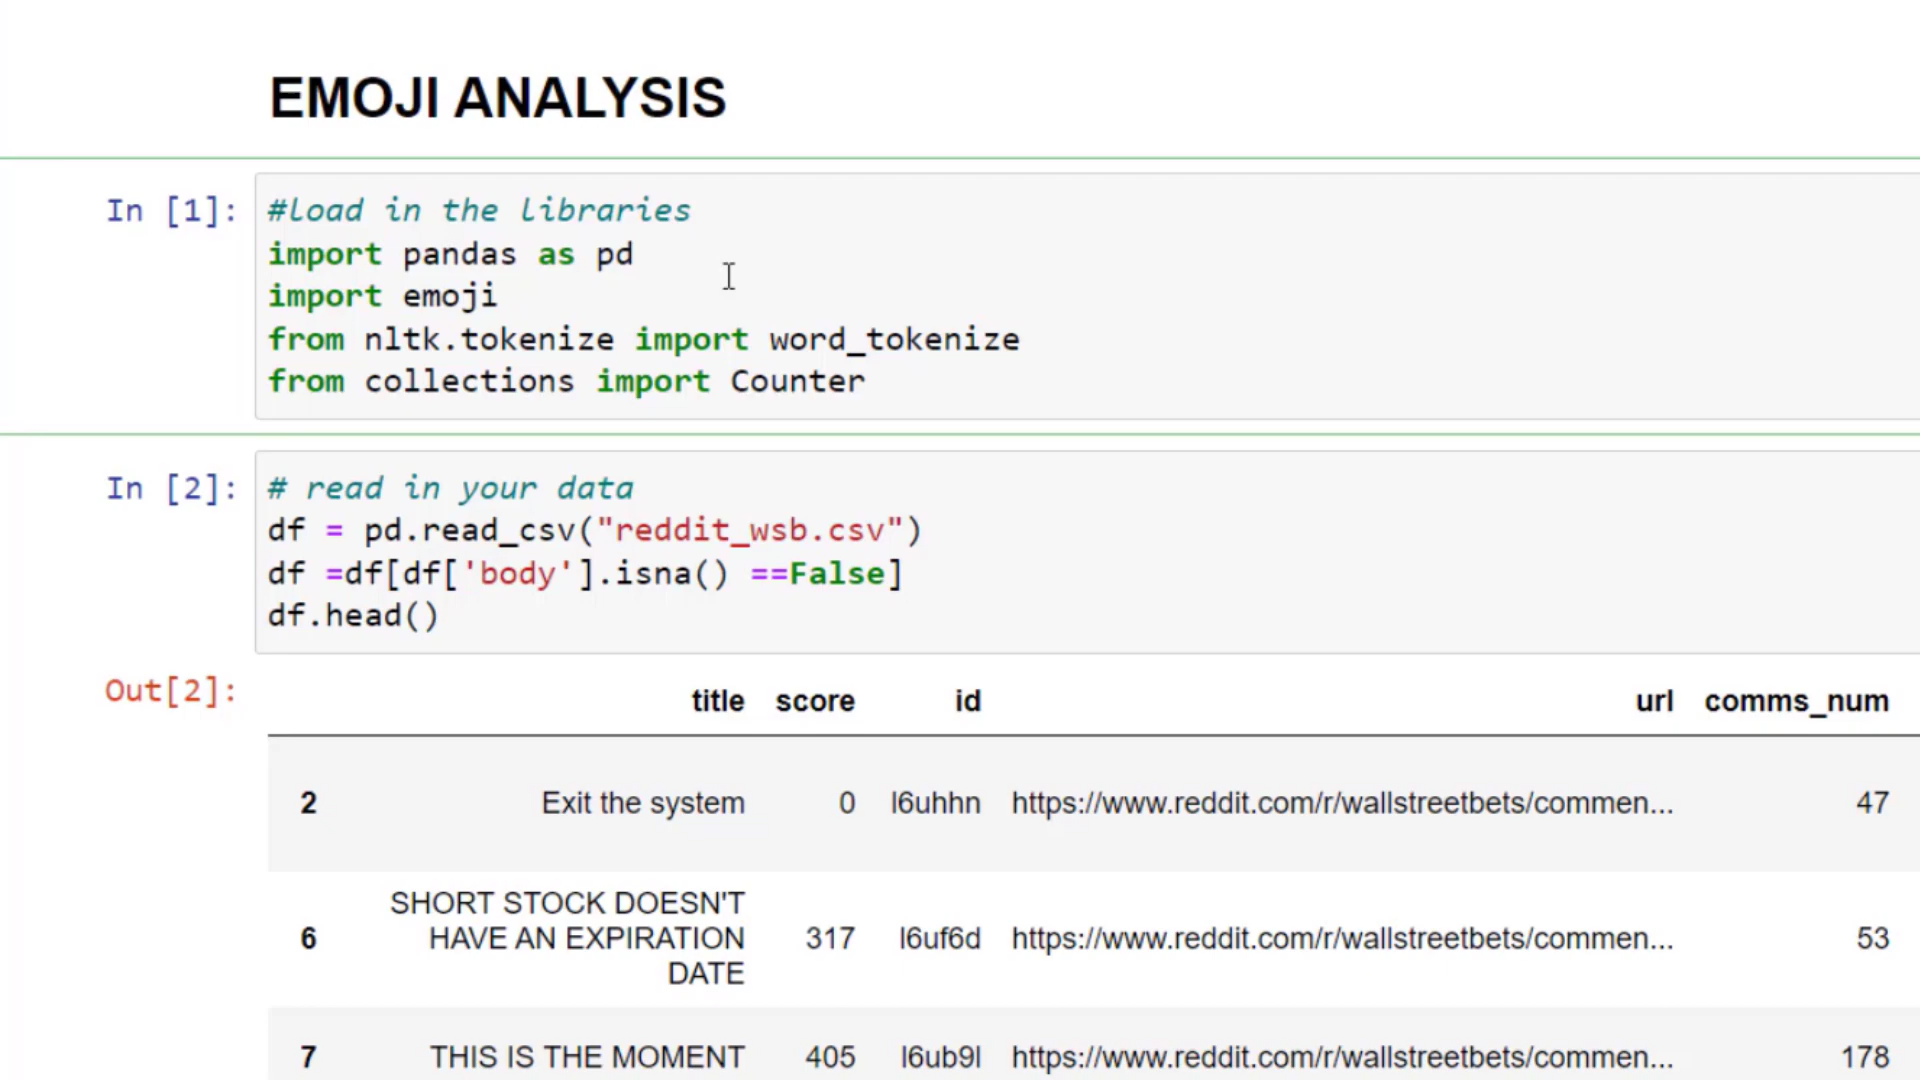 EMOJI ANALYSIS
In [1]: #load in the libraries
import pandas as pd
import emoji
from nltk.tokenize import word_tokenize
from collections import Counter
In [2]: # read in your data
df = pd.read_csv("reddit_wsb.csv")
df =df[df['body'].isna() ==False]
df.head()
Out[2]:
title score id url comms_num
2 Exit the system 0 l6uhhn https://www.reddit.com/r/wallstreetbets/commen... 47
SHORT STOCK DOESN'T
6 HAVE AN EXPIRATION 317 l6uf6d https://www.reddit.com/r/wallstreetbets/commen... 53
DATE
7 THIS IS THE MOMENT 405 l6ub9l https://www.reddit.com/r/wallstreetbets/commen... 178